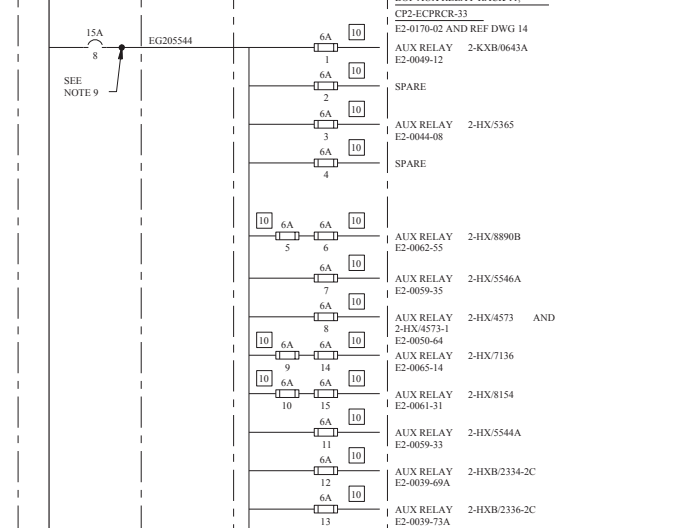 CP2-ECPRCR-33
E2-0170-02 AND REF DWG 14
15A
8
EG205544
SEE
NOTE 9
6A 10
1
AUX RELAY 2-KXB/0643A
E2-0049-12
6A 10
2
SPARE
6A 10
3
AUX RELAY 2-HX/5365
E2-0044-08
6A 10
4
SPARE
10 6A 6A 10
5 6
AUX RELAY 2-HX/8890B
E2-0062-55
6A 10
7
AUX RELAY 2-HX/5546A
E2-0059-35
6A 10
8
AUX RELAY 2-HX/4573 AND
2-HX/4573-1
E2-0050-64
10 6A 6A 10
9 14
AUX RELAY 2-HX/7136
E2-0065-14
10 6A 6A 10
10 15
AUX RELAY 2-HX/8154
E2-0061-31
6A 10
11
AUX RELAY 2-HX/5544A
E2-0059-33
6A 10
12
AUX RELAY 2-HXB/2334-2C
E2-0039-69A
6A 10
13
AUX RELAY 2-HXB/2336-2C
E2-0039-73A